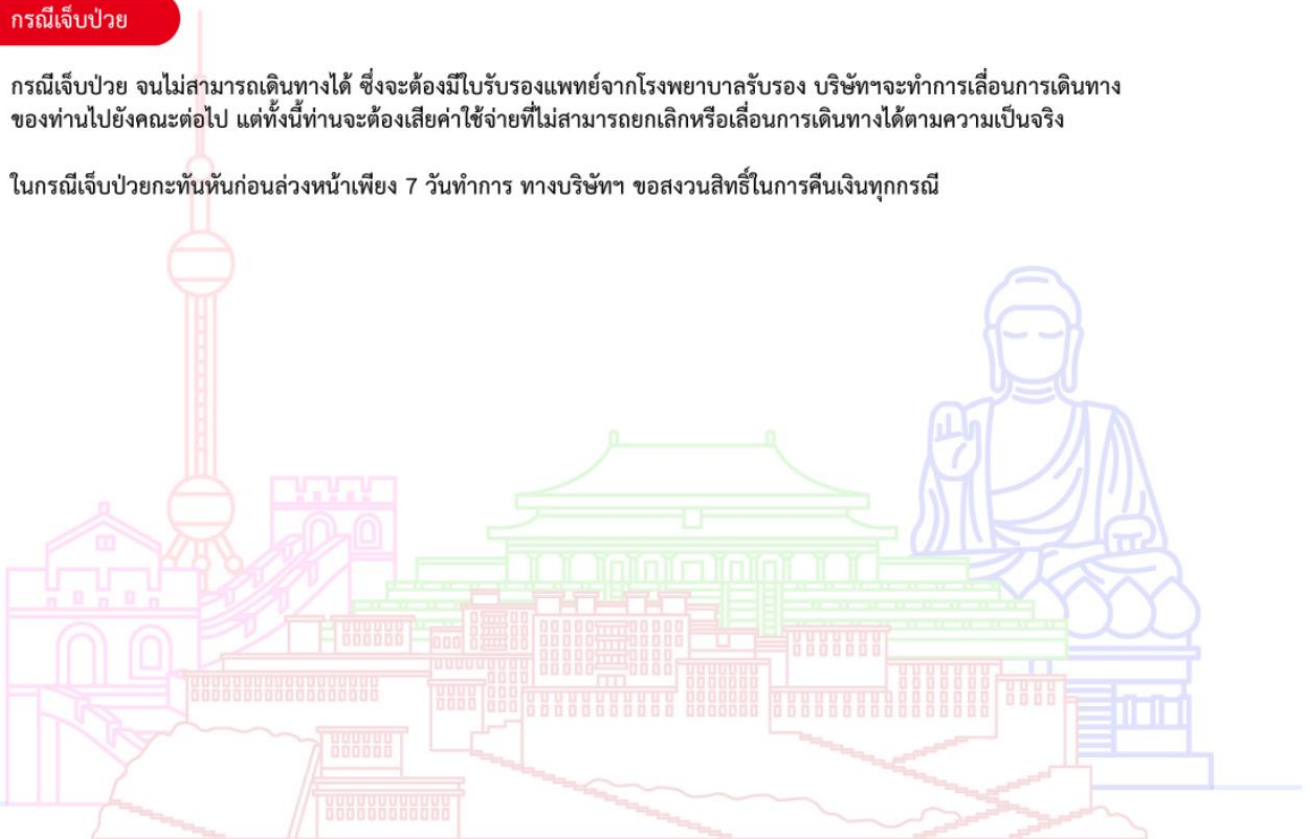 กรณีเจ็บป่วย
กรณีเจ็บป่วย จนไม่สามารถเดินทางได้ ซึ่งจะต้องมีใบรับรองแพทย์จากโรงพยาบาลรับรอง บริษัทฯจะทำการเลื่อนการเดินทาง
ของท่านไปยังคณะต่อไป แต่ทั้งนี้ท่านจะต้องเสียค่าใช้จ่ายที่ไม่สามารถยกเลิกหรือเลื่อนการเดินทางได้ตามความเป็นจริง
ในกรณีเจ็บป่วยกะทันหันก่อนล่วงหน้าเพียง 7 วันทำการ ทางบริษัทฯ ขอสงวนสิทธิ์ในการคืนเงินทุกกรณี